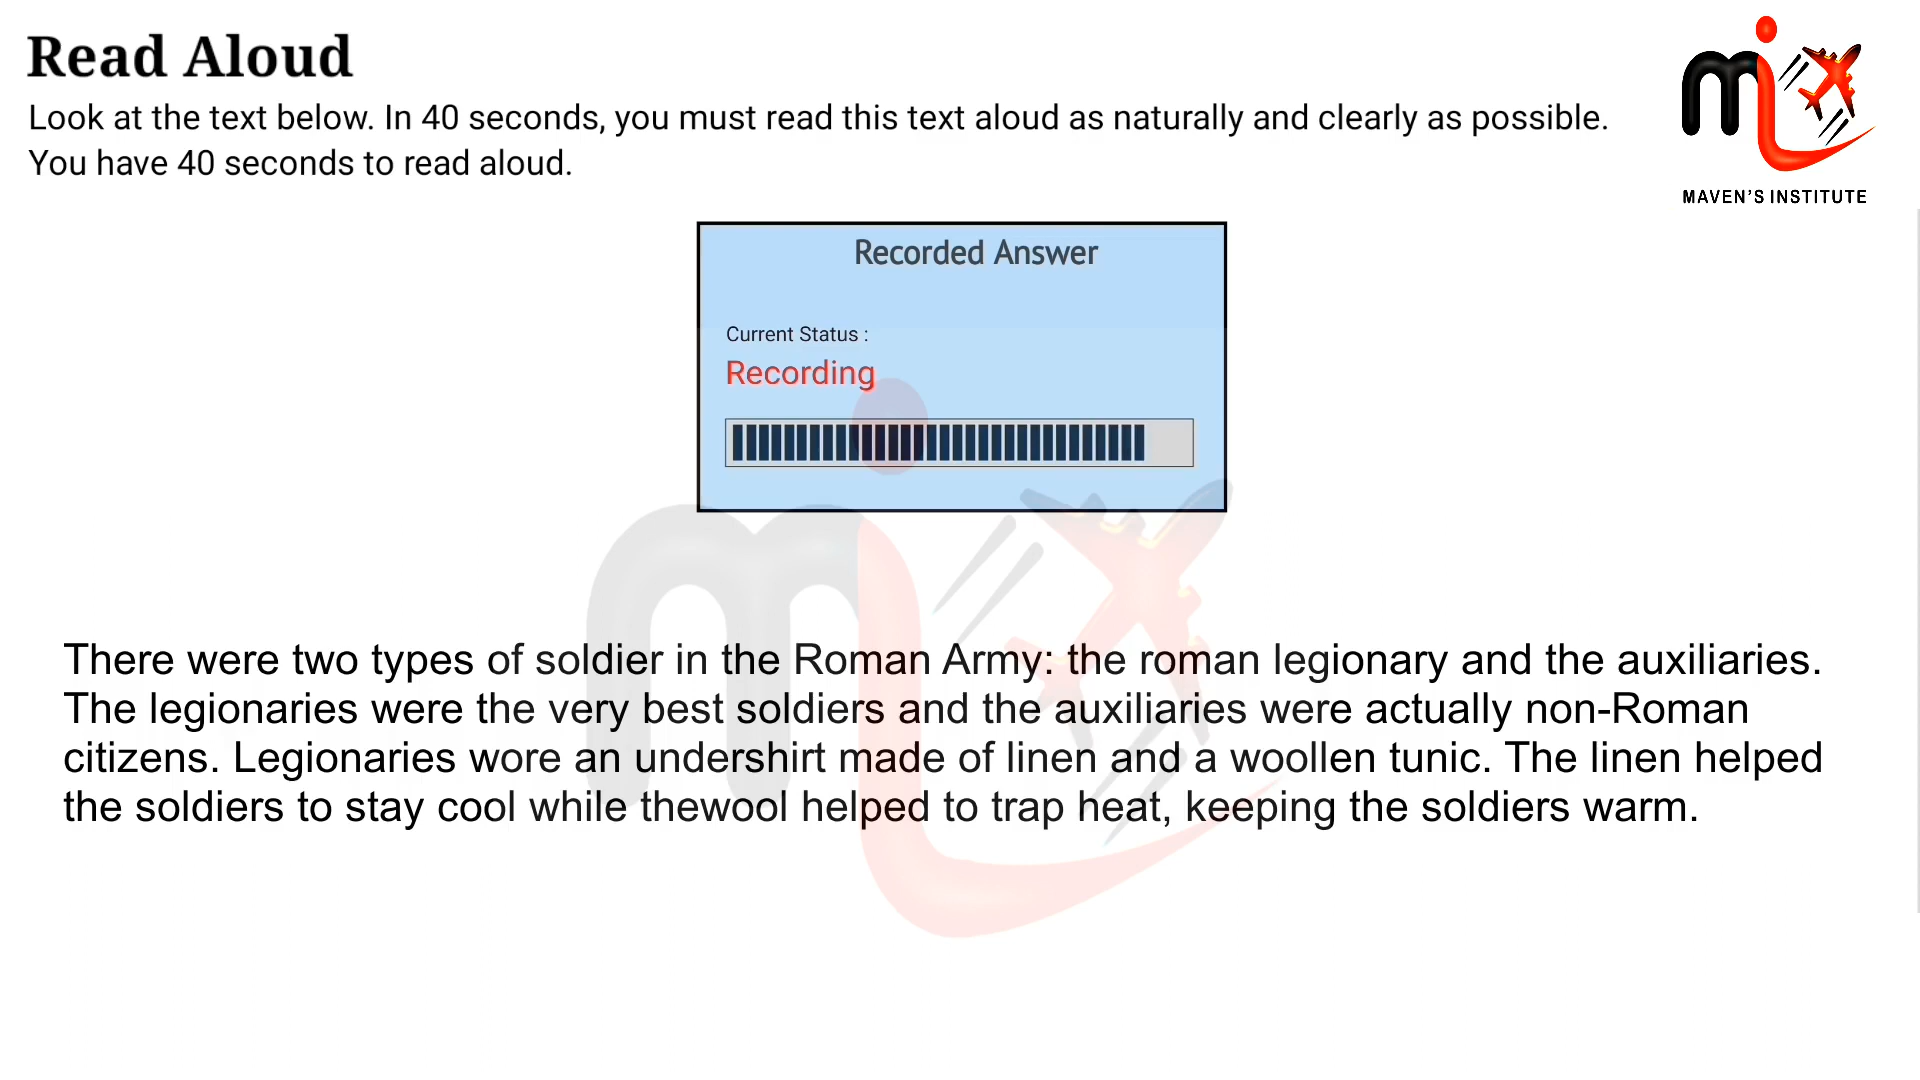 Read Aloud
Look at the text below. In 40 seconds, you must read this text aloud as naturally and clearly as possible.
You have 40 seconds to read aloud.
MAVEN'S INSTITUTE
Recorded Answer
Current Status :
Recording
There were two types of soldier in the Roman Army: the roman legionary and the auxiliaries.
The legionaries were the very best soldiers and the auxiliaries were actually non-Roman
citizens. Legionaries wore an undershirt made of linen and a woollen tunic. The linen helped
the soldiers to stay cool while thewool helped to trap heat, keeping the soldiers warm.